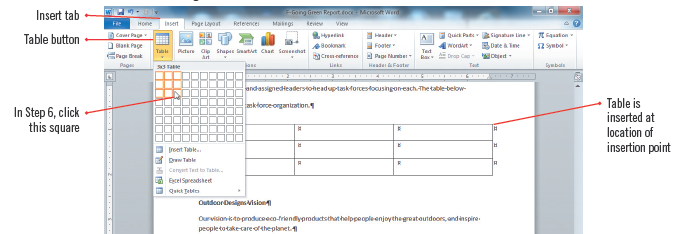 Insert tab
Table button
In Step 6, click
this square
Table is
inserted at
location of
insertion point
F-Going Green Report.docx - Microsoft Word
File Home Insert Page Layout References Mailings Review View
Cover Page
Blank Page
Page Break
Pages
Table
Picture
Clip
Art
Shapes
SmartArt
Chart
Screenshot
Hyperlink
Bookmark
Cross-reference
Links
Header
Footer
Page Number
Header & Footer
Text
Box
Quick Parts
WordArt
Drop Cap
Signature Line
Date & Time
Object
Text
Equation
Symbol
Symbols
3x3 Table
ions
Insert Table...
Draw Table
Convert Text to Table...
Excel Spreadsheet
Quick Tables
and assigned leaders to head up task forces focusing on each. The table below
task force organization.¶
Outdoor Designs Vision¶
Our vision is to produce eco-friendly products that help people enjoy the great outdoors, and inspire
people to take care of the planet.¶